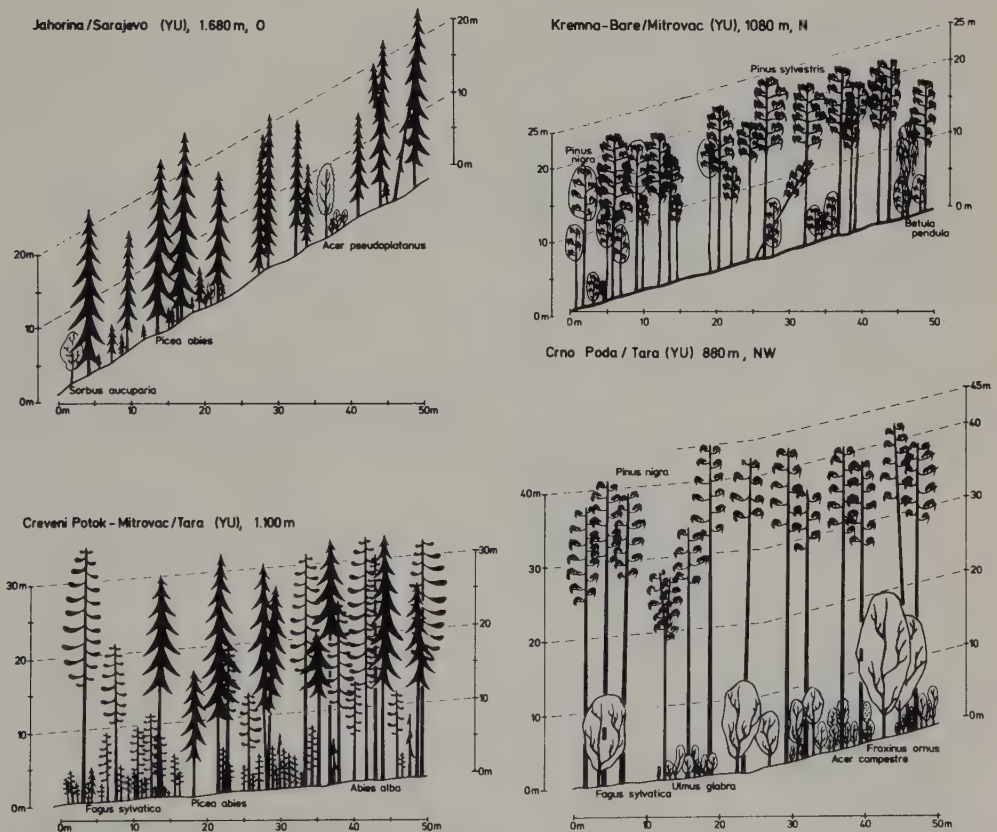 Jahorina/Sarajevo (YU), 1.680 m, O
20m
10
0m
20m
10
0m
Acer pseudoplatanus
Picea abies
Sorbus aucuparia
0m 10 20 30 40 50m
Kremna-Bare/Mitrovac (YU), 1080 m, N
25 m
20
10
0 m
Pinus sylvestris
25m
20
10
0m
Pinus
nigra
Betula
pendula
0m 10 20 30 40 50
Creveni Potok - Mitrovac/Tara (YU), 1.100 m
30m
20
10
0m
30m
20
10
0m
Fagus sylvatica Picea abies Abies alba
0m 10 20 30 40 50m
Crno Poda / Tara (YU) 880 m, NW
45m
40
30
20
10
0m
Pinus nigra
40m
30
20
10
0m
Fraxinus ornus
Acer campestre
Ulmus glabra
Fagus sylvatica
0m 10 20 30 40 50m